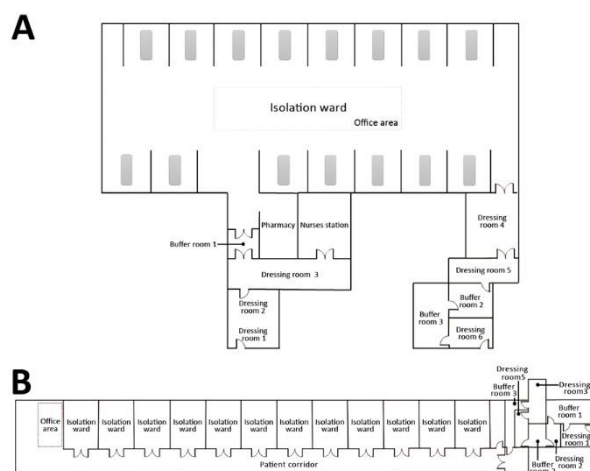 A
Isolation ward
Office area
Pharmacy
Nurses station
Buffer room 1
Dressing
room 4
Dressing room 3
Dressing room 5
Dressing
room 2
Buffer
room 2
Buffer
room 3
Dressing
room 1
Dressing
room 6
B
Dressing
room5
Buffer
room 3
Dressing
room3
Office
area
Isolation
ward
Isolation
ward
Isolation
ward
Isolation
ward
Isolation
ward
Isolation
ward
Isolation
ward
Isolation
ward
Isolation
ward
Isolation
ward
Isolation
ward
Isolation
ward
Buffer
room 1
Dressing
room 1
Dressing
room 2
Buffer
Patient corridor